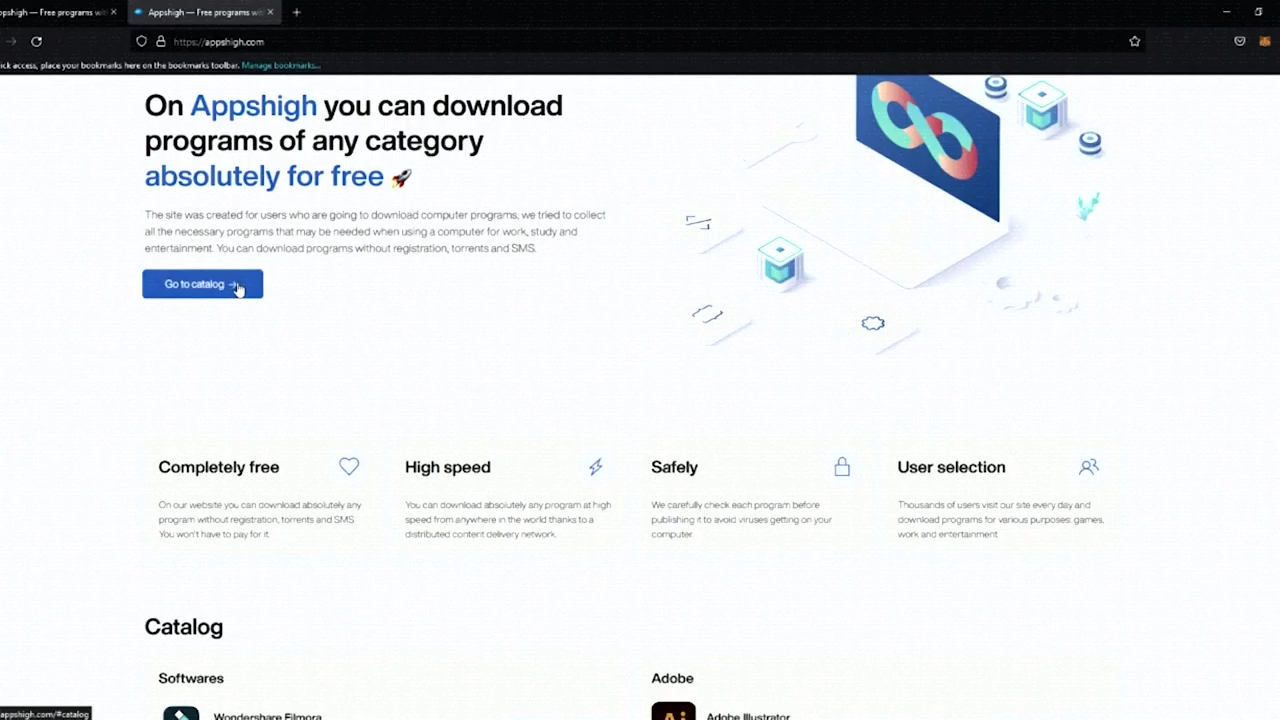 ppshigh — Free programs wit
Appshigh — Free programs wit
https://appshigh.com
ick access, place your bookmarks here on the bookmarks toolbar. Manage bookmarks...
On Appshigh you can download
programs of any category
absolutely for free 🚀
The site was created for users who are going to download computer programs, we tried to collect
all the necessary programs that may be needed when using a computer for work, study and
entertainment. You can download programs without registration, torrents and SMS.
Go to catalog →
Completely free
On our website you can download absolutely any
program without registration, torrents and SMS.
You won't have to pay for it.
High speed
You can download absolutely any program at high
speed from anywhere in the world thanks to a
distributed content delivery network.
Safely
We carefully check each program before
publishing it to avoid viruses getting on your
computer.
User selection
Thousands of users visit our site every day and
download programs for various purposes: games,
work and entertainment
Catalog
Softwares
Wondershare Filmora
Adobe
Ai
Adobe Illustrator
appshigh.com/#catalog